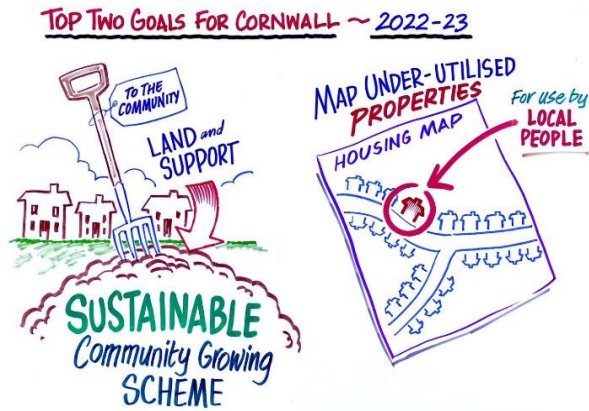 TOP TWO GOALS FOR CORNWALL ~ 2022-23
TO THE
COMMUNITY
LAND and
SUPPORT
SUSTAINABLE
Community Growing
SCHEME
MAP UNDER-UTILISED
PROPERTIES
HOUSING MAP
For use by
LOCAL
PEOPLE